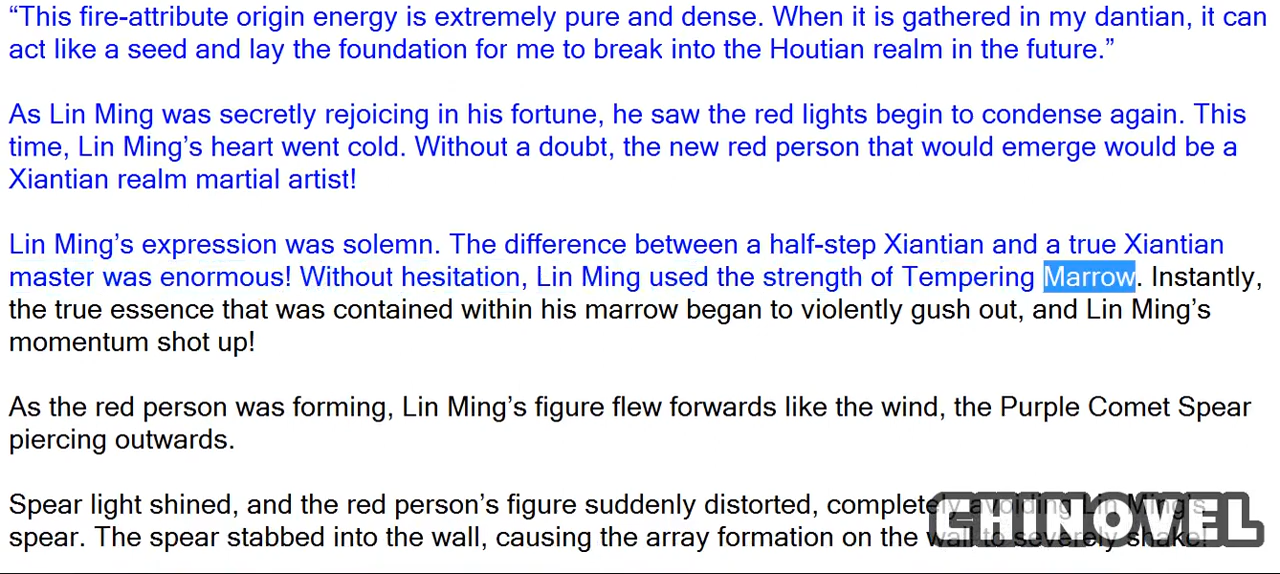 “This fire-attribute origin energy is extremely pure and dense. When it is gathered in my dantian, it can
act like a seed and lay the foundation for me to break into the Houtian realm in the future.”
As Lin Ming was secretly rejoicing in his fortune, he saw the red lights begin to condense again. This
time, Lin Ming’s heart went cold. Without a doubt, the new red person that would emerge would be a
Xiantian realm martial artist!
Lin Ming’s expression was solemn. The difference between a half-step Xiantian and a true Xiantian
master was enormous! Without hesitation, Lin Ming used the strength of Tempering Marrow. Instantly,
the true essence that was contained within his marrow began to violently gush out, and Lin Ming’s
momentum shot up!
As the red person was forming, Lin Ming’s figure flew forwards like the wind, the Purple Comet Spear
piercing outwards.
Spear light shined, and the red person’s figure suddenly distorted, completely avoiding Lin Ming’s
spear. The spear stabbed into the wall, causing the array formation on the wall to severely shake!
CHINOVEL